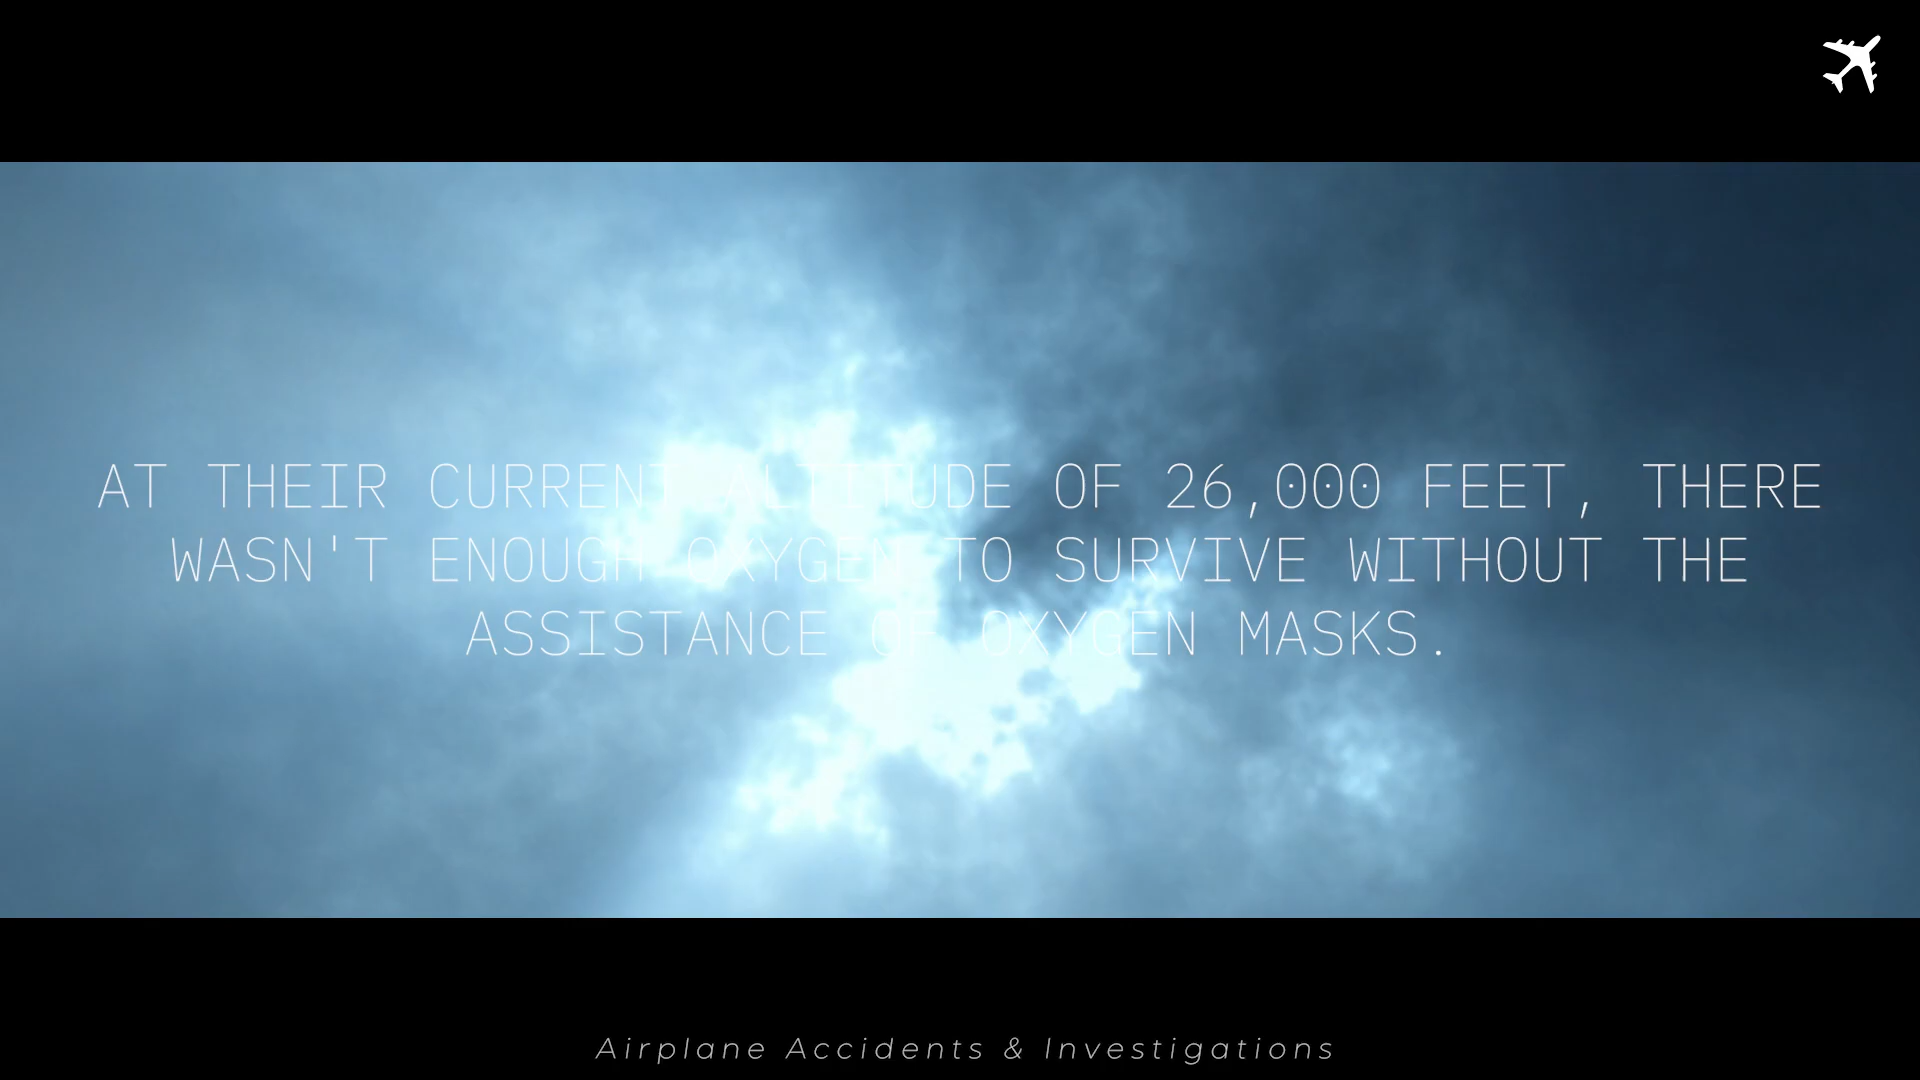 AT THEIR CURRENT ALTITUDE OF 26,000 FEET, THERE
WASN'T ENOUGH OXYGEN TO SURVIVE WITHOUT THE
ASSISTANCE OF OXYGEN MASKS.
Airplane Accidents & Investigations